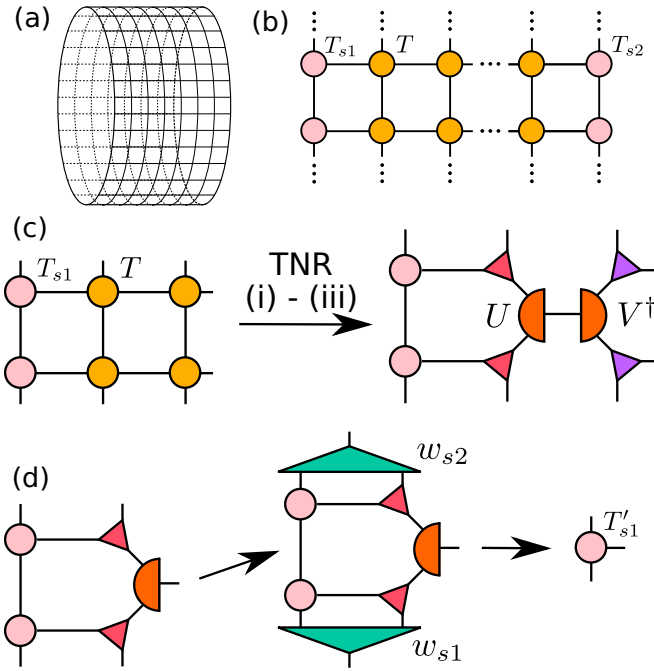 (a)
(b)
T_{s1} T T_{s2}
(c)
T_{s1} T
TNR
(i) - (iii)
U V^†
(d)
w_{s2}
T'_{s1}
w_{s1}